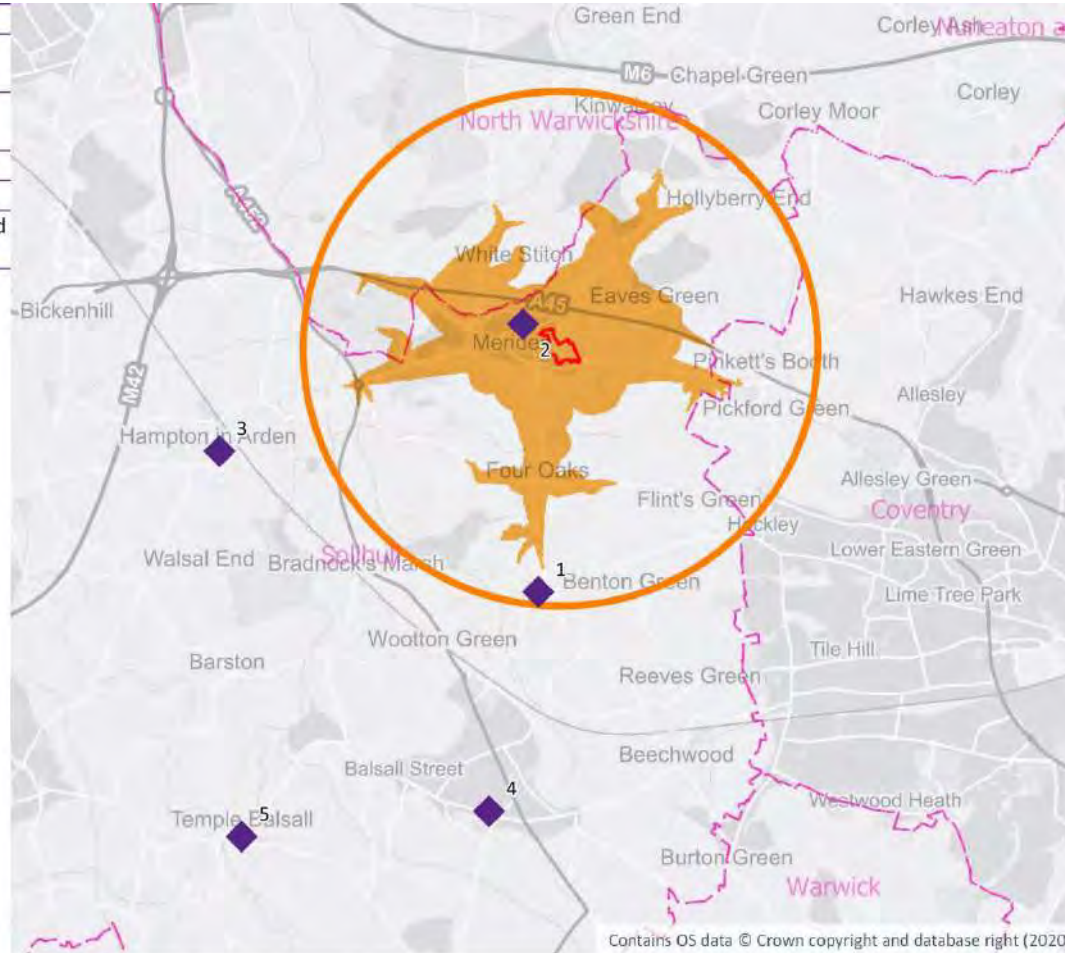 Green End
Corley Ash
Nuneaton a
M6
Chapel Green
Corley
Kinwalsey
Corley Moor
North Warwickshire
d
Hollyberry End
A452
White Stitch
Bickenhill
Eaves Green
Hawkes End
A45
2
Pinkett's Booth
M42
Allesley
Pickford Green
3
Hampton in Arden
Four Oaks
Allesley Green
Flint's Green
Coventry
Hockley
Lower Eastern Green
Solihull
Walsal End
Bradnock's Marsh
1
Benton Green
Lime Tree Park
Wootton Green
Tile Hill
Barston
Reeves Green
Beechwood
Balsall Street
4
Westwood Heath
5
Temple Balsall
Burton Green
Warwick
Contains OS data © Crown copyright and database right (2020